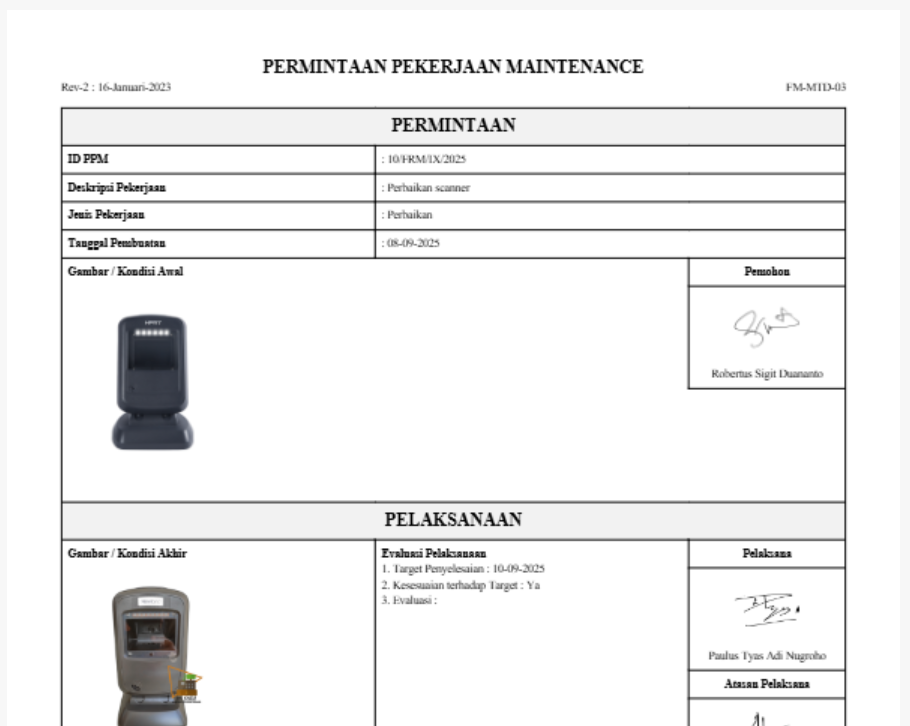 PERMINTAAN PEKERJAAN MAINTENANCE
Rev-2 : 16-Januari-2023
FM-MTD-03
PERMINTAAN
ID PPM : 10/FRM/IX/2025
Deskripsi Pekerjaan : Perbaikan scanner
Jenis Pekerjaan : Perbaikan
Tanggal Pembuatan : 08-09-2025
Gambar / Kondisi Awal
Pemohon
Robertus Sigit Duananto
PELAKSANAAN
Gambar / Kondisi Akhir
Evaluasi Pelaksanaan
1. Target Penyelesaian : 10-09-2025
2. Kesesuaian terhadap Target : Ya
3. Evaluasi :
Pelaksana
Paulus Tyas Adi Nugroho
Atasan Pelaksana